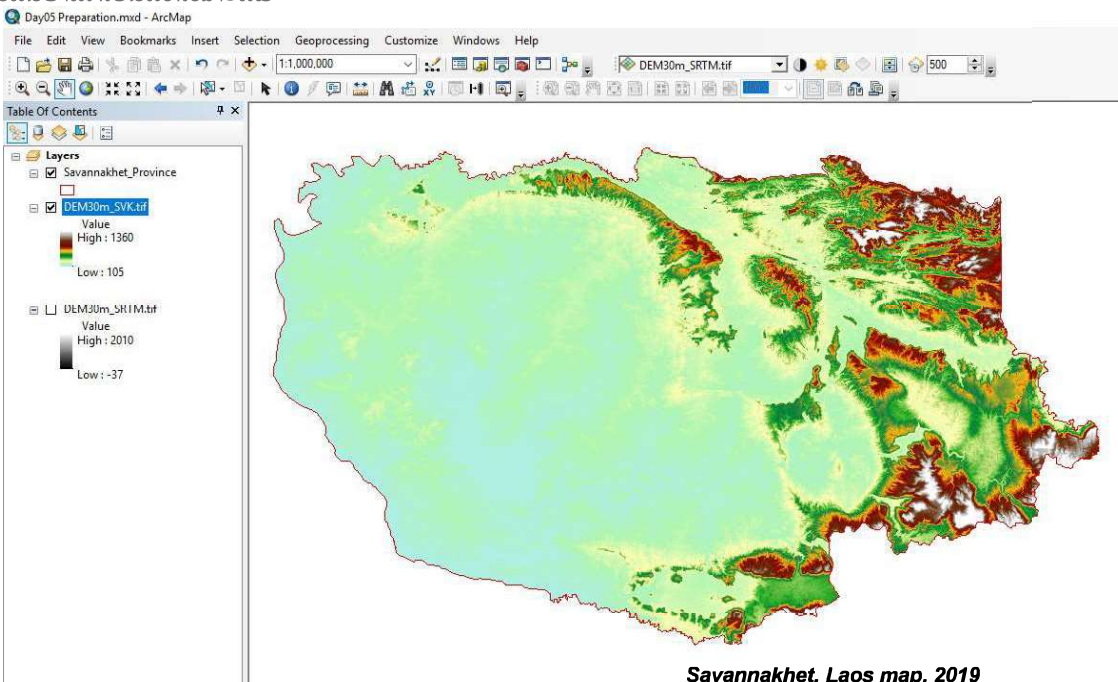 Day05 Preparation.mxd - ArcMap
File Edit View Bookmarks Insert Selection Geoprocessing Customize Windows Help
1:1,000,000 DEM30m_SRTM.tif 500
Table Of Contents
Layers
Savannakhet_Province
DEM30m_SVK.tif
Value
High : 1360
Low : 105
DEM30m_SRTM.tif
Value
High : 2010
Low : -37
Savannakhet, Laos map, 2019